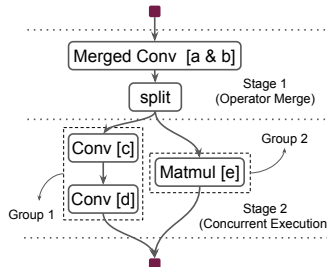 Merged Conv [a & b]
split
Stage 1
(Operator Merge)
Conv [c]
Conv [d]
Group 1
Matmul [e]
Group 2
Stage 2
(Concurrent Execution